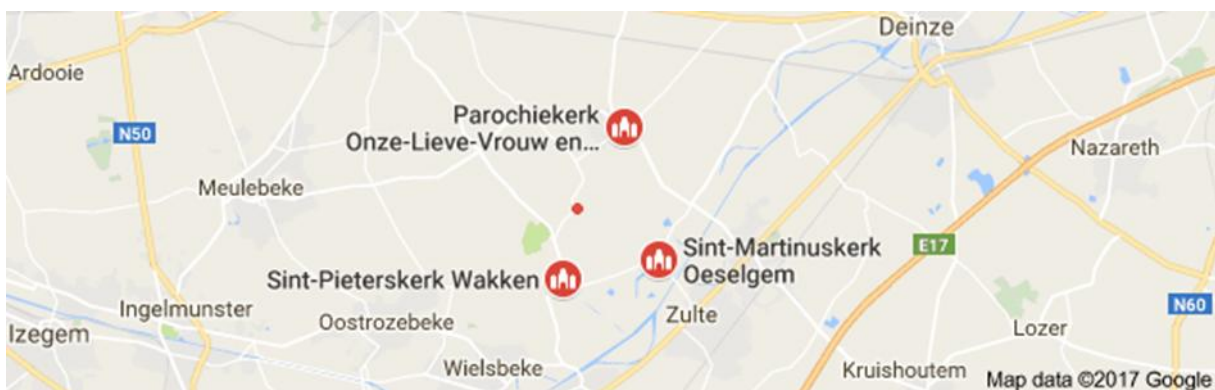 Deinze
Ardooie
Parochiekerk
Onze-Lieve-Vrouw en...
N50
Nazareth
Meulebeke
Sint-Martinuskerk
Oeselgem
E17
Sint-Pieterskerk Wakken
Ingelmunster
Oostrozebeke
Zulte
N60
Izegem
Lozer
Wielsbeke
Kruishoutem
Map data ©2017 Google